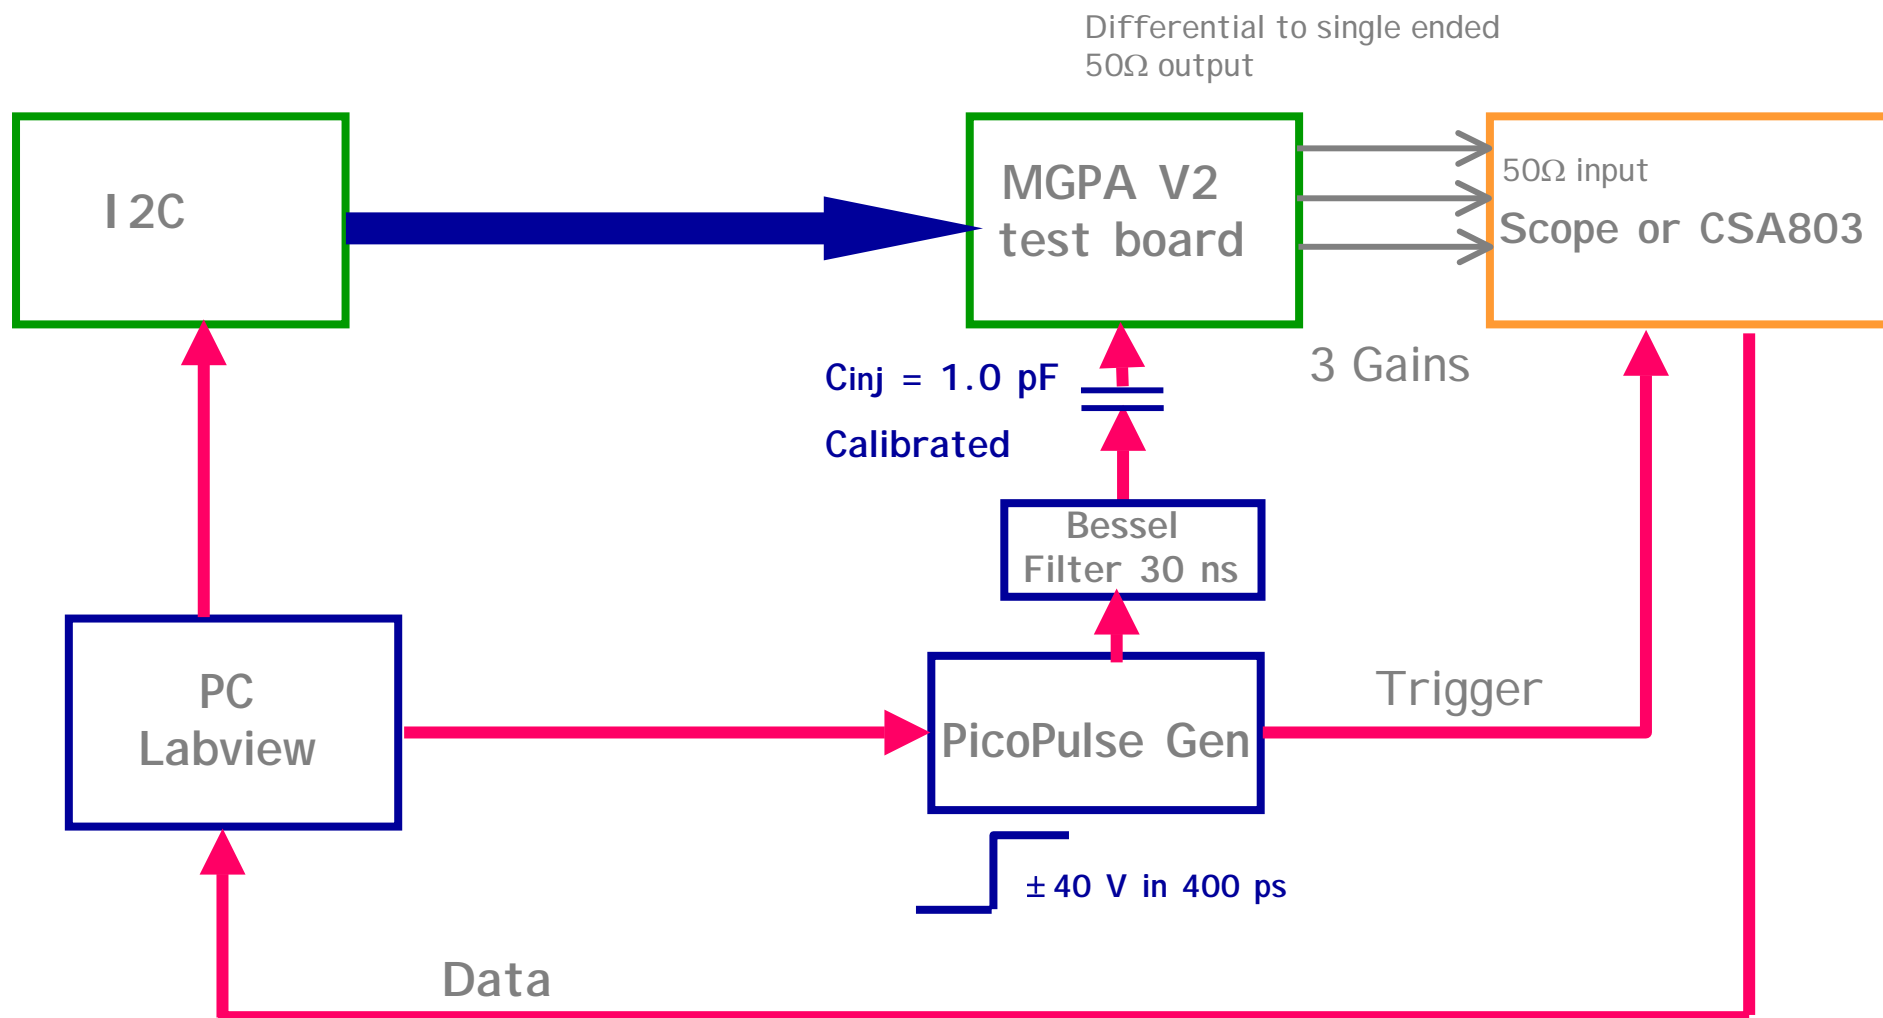 Differential to single ended
50Ω output
I2C
MGPA V2
test board
50Ω input
Scope or CSA803
3 Gains
Cinj = 1.0 pF
Calibrated
Bessel
Filter 30 ns
PC
Labview
PicoPulse Gen
Trigger
±40 V in 400 ps
Data